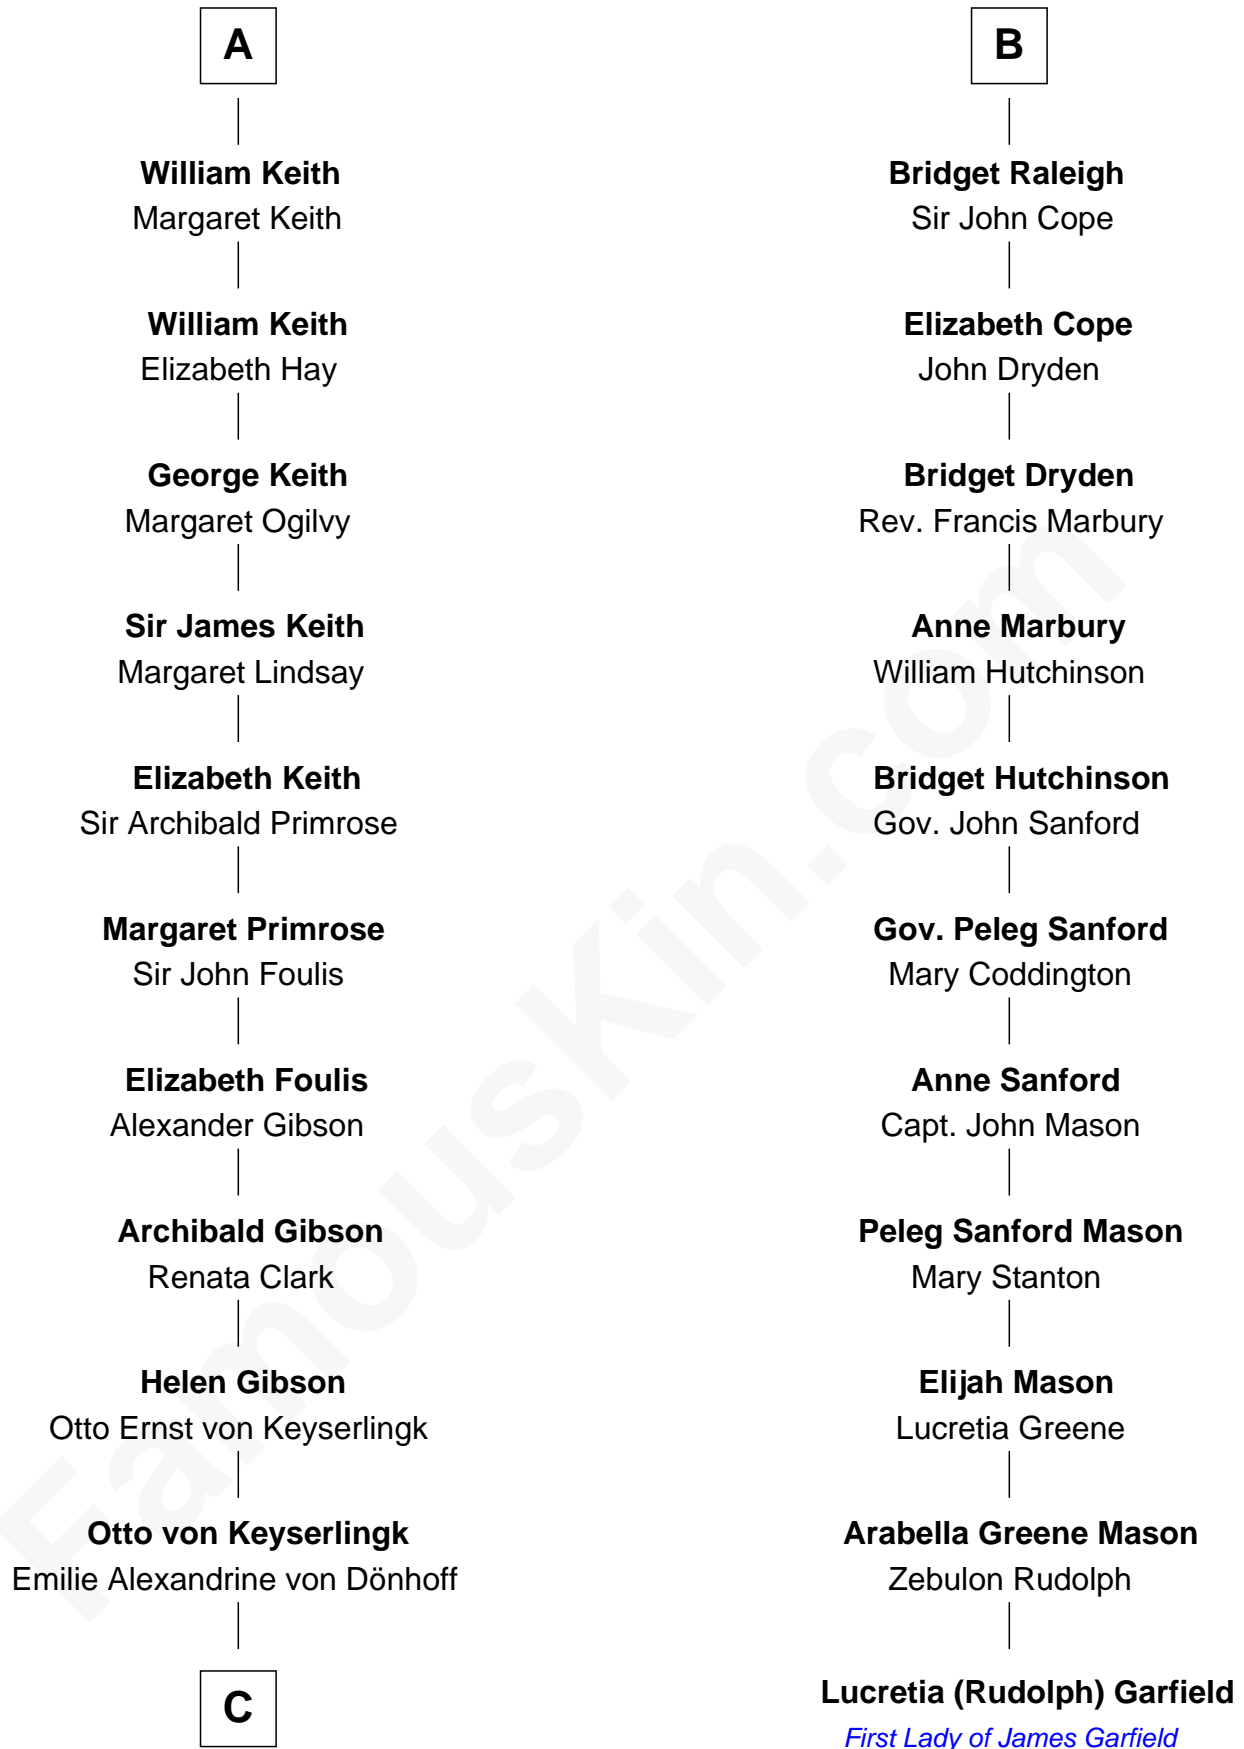 A
William Keith
Margaret Keith
William Keith
Elizabeth Hay
George Keith
Margaret Ogilvy
Sir James Keith
Margaret Lindsay
Elizabeth Keith
Sir Archibald Primrose
Margaret Primrose
Sir John Foulis
Elizabeth Foulis
Alexander Gibson
Archibald Gibson
Renata Clark
Helen Gibson
Otto Ernst von Keyserlingk
Otto von Keyserlingk
Emilie Alexandrine von Dönhoff
C
B
Bridget Raleigh
Sir John Cope
Elizabeth Cope
John Dryden
Bridget Dryden
Rev. Francis Marbury
Anne Marbury
William Hutchinson
Bridget Hutchinson
Gov. John Sanford
Gov. Peleg Sanford
Mary Coddington
Anne Sanford
Capt. John Mason
Peleg Sanford Mason
Mary Stanton
Elijah Mason
Lucretia Greene
Arabella Greene Mason
Zebulon Rudolph
Lucretia (Rudolph) Garfield
First Lady of James Garfield
FamousKin.com